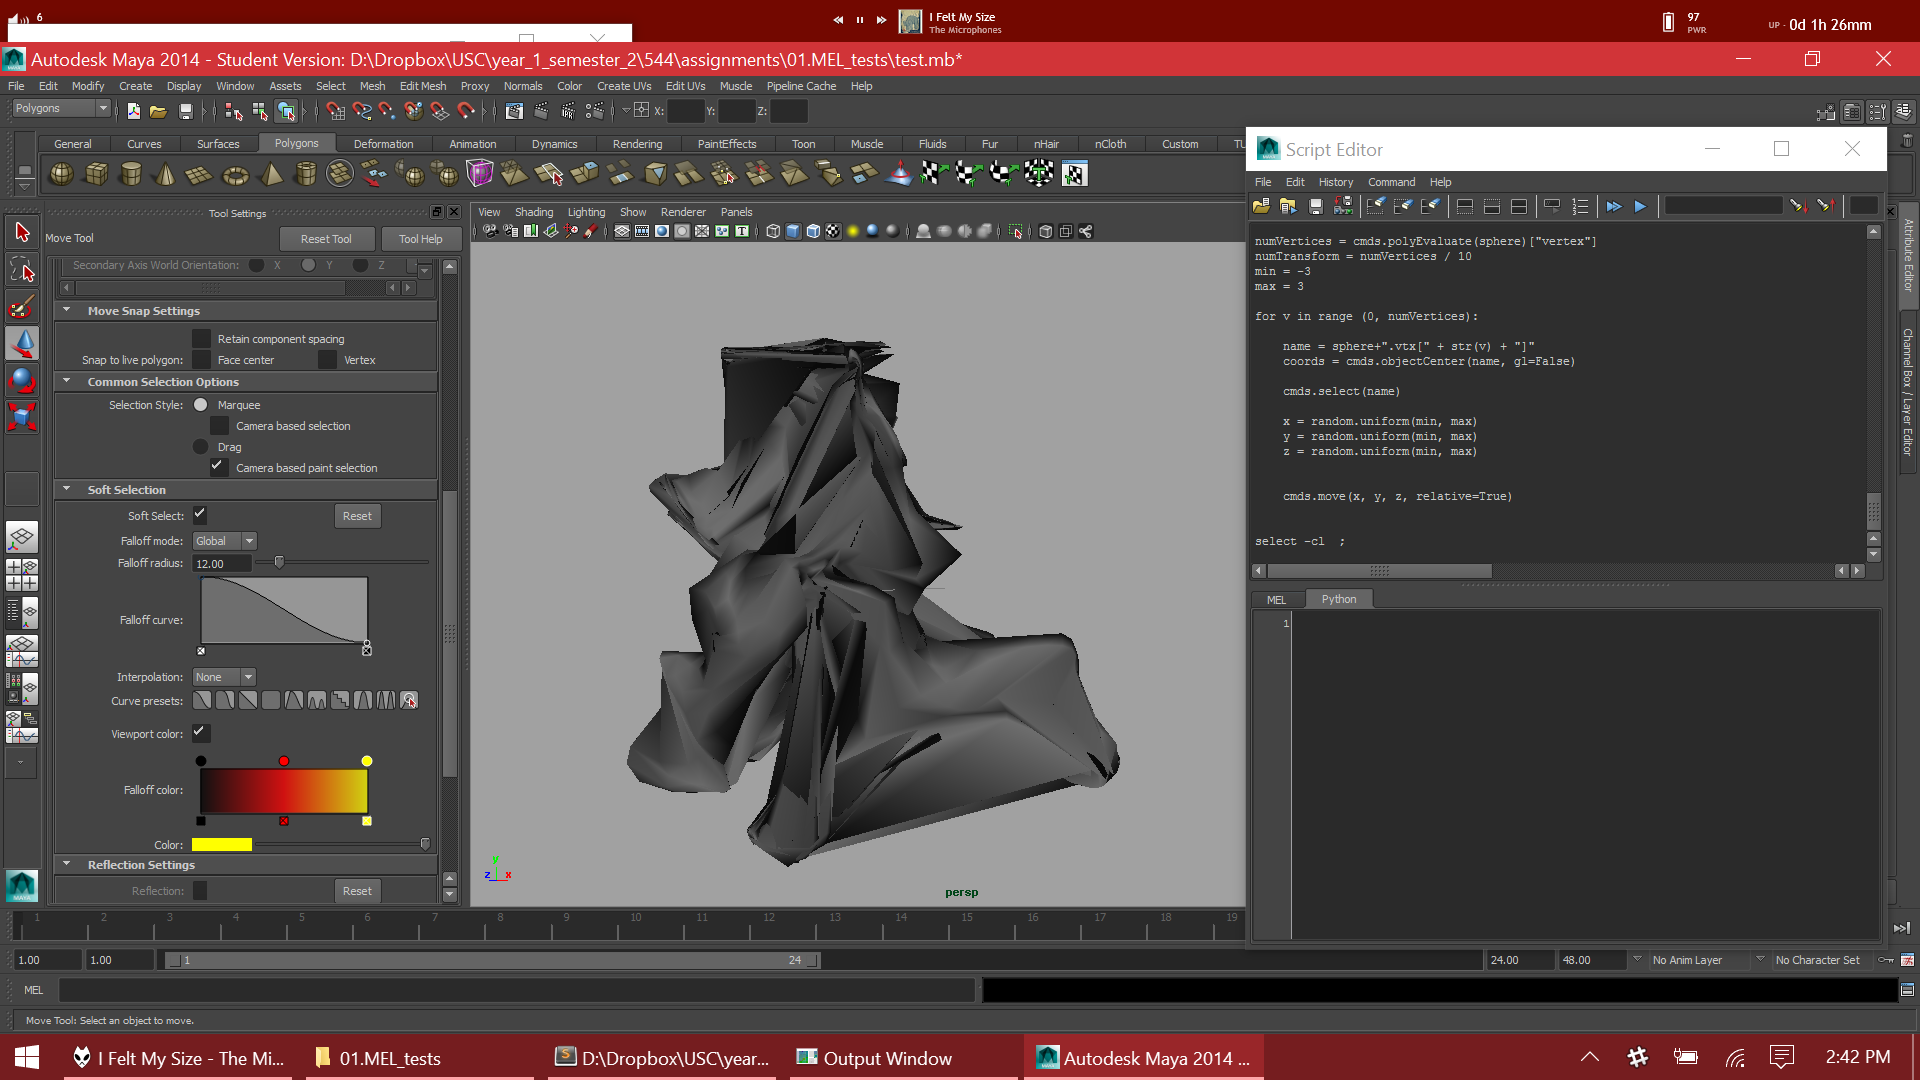 6
I Felt My Size
The Microphones
97
PWR
UP - 0d 1h 26mm
Autodesk Maya 2014 - Student Version: D:\Dropbox\USC\year_1_semester_2\544\assignments\01.MEL_tests\test.mb*
File Edit Modify Create Display Window Assets Select Mesh Edit Mesh Proxy Normals Color Create UVs Edit UVs Muscle Pipeline Cache Help
Polygons
X: Y: Z:
General Curves Surfaces Polygons Deformation Animation Dynamics Rendering PaintEffects Toon Muscle Fluids Fur nHair nCloth Custom TU
Tool Settings
Move Tool
Reset Tool
Tool Help
Secondary Axis World Orientation: X Y Z
Move Snap Settings
Retain component spacing
Snap to live polygon: Face center Vertex
Common Selection Options
Selection Style: Marquee
Camera based selection
Drag
Camera based paint selection
Soft Selection
Soft Select: Reset
Falloff mode: Global
Falloff radius: 12.00
Falloff curve:
Interpolation: None
Curve presets:
Viewport color:
Falloff color:
Color:
Reflection Settings
Reflection: Reset
View Shading Lighting Show Renderer Panels
y
z x
persp
Script Editor
File Edit History Command Help
numVertices = cmds.polyEvaluate(sphere)["vertex"]
numTransform = numVertices / 10
min = -3
max = 3
for v in range (0, numVertices):
name = sphere+".vtx[" + str(v) + "]"
coords = cmds.objectCenter(name, gl=False)
cmds.select(name)
x = random.uniform(min, max)
y = random.uniform(min, max)
z = random.uniform(min, max)
cmds.move(x, y, z, relative=True)
select -cl  ;
MEL Python
1
Attribute Editor
Channel Box / Layer Editor
1 2 3 4 5 6 7 8 9 10 11 12 13 14 15 16 17 18 19
1.00 1.00 1 24 24.00 48.00 No Anim Layer No Character Set
MEL
Move Tool: Select an object to move.
I Felt My Size - The Mi... 01.MEL_tests D:\Dropbox\USC\year... Output Window Autodesk Maya 2014 ... 2:42 PM